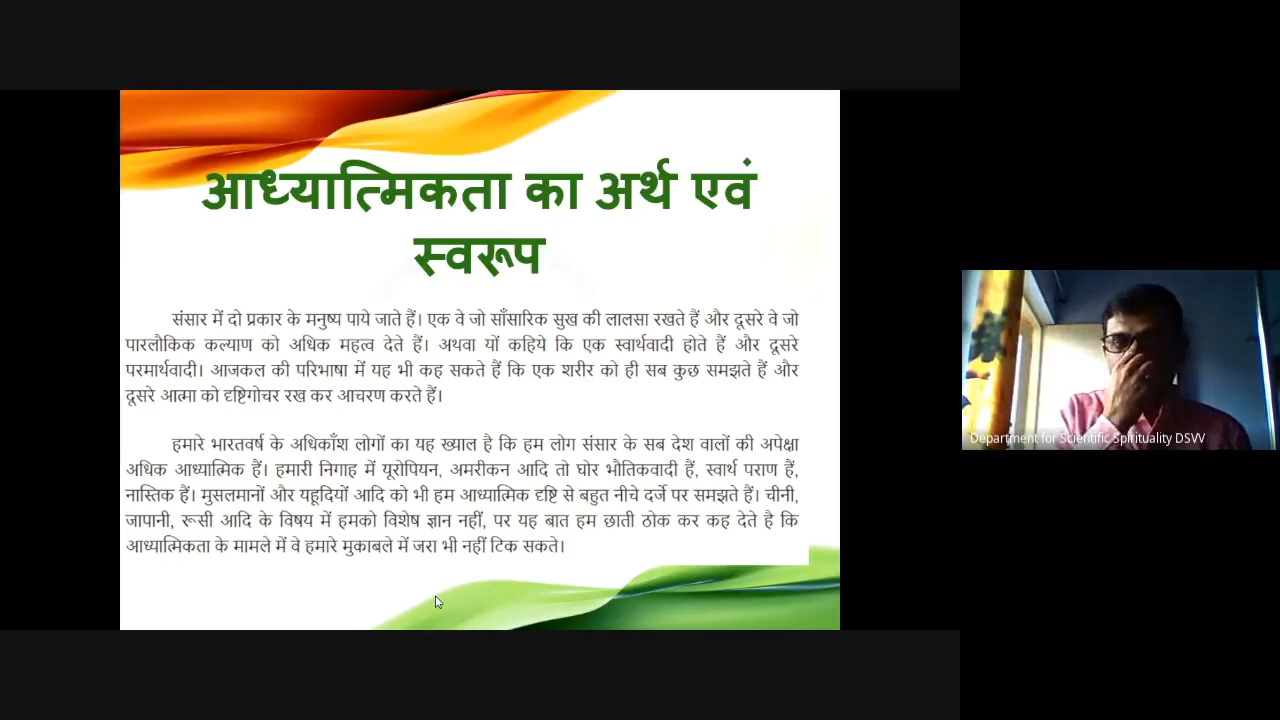 आध्यात्मिकता का अर्थ एवं
स्वरूप
संसार में दो प्रकार के मनुष्य पाये जाते हैं। एक वे जो साँसारिक सुख की लालसा रखते हैं और दूसरे वे जो
पारलौकिक कल्याण को अधिक महत्व देते हैं। अथवा यों कहिये कि एक स्वार्थवादी होते हैं और दूसरे
परमार्थवादी। आजकल की परिभाषा में यह भी कह सकते हैं कि एक शरीर को ही सब कुछ समझते हैं और
दूसरे आत्मा को दृष्टिगोचर रख कर आचरण करते हैं।
हमारे भारतवर्ष के अधिकाँश लोगों का यह ख्याल है कि हम लोग संसार के सब देश वालों की अपेक्षा
अधिक आध्यात्मिक हैं। हमारी निगाह में यूरोपियन, अमरीकन आदि तो घोर भौतिकवादी हैं, स्वार्थ पराण हैं,
नास्तिक हैं। मुसलमानों और यहूदियों आदि को भी हम आध्यात्मिक दृष्टि से बहुत नीचे दर्जे पर समझते हैं। चीनी,
जापानी, रूसी आदि के विषय में हमको विशेष ज्ञान नहीं, पर यह बात हम छाती ठोक कर कह देते है कि
आध्यात्मिकता के मामले में वे हमारे मुकाबले में जरा भी नहीं टिक सकते।
Department for Scientific Spirituality DSVV